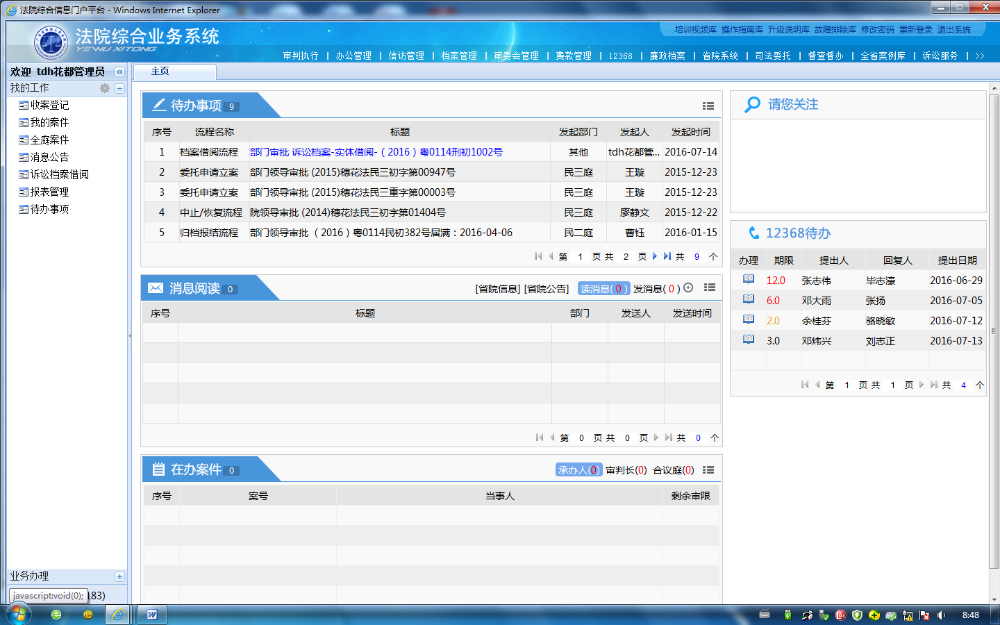 法院综合信息门户平台 - Windows Internet Explorer
法院综合业务系统
YEWU XITONG
培训视频库 操作指南库 升级说明库 故障排除库 修改密码 重新登录 退出系统
审判执行 | 办公管理 | 信访管理 | 档案管理 | 审委会管理 | 费款管理 | 12368 | 廉政档案 | 省院系统 | 司法委托 | 督查督办 | 全省案例库 | 诉讼服务 | >>
欢迎 tdh花都管理员
主页
我的工作
收案登记
我的案件
全庭案件
消息公告
诉讼档案借阅
报表管理
待办事项
业务办理
javascript:void(0); 183)
待办事项 9
序号 流程名称 标题 发起部门 发起人 发起时间
1 档案借阅流程 部门审批 诉讼档案-实体借阅-（2016）粤0114刑初1002号 其他 tdh花都管... 2016-07-14
2 委托申请立案 部门领导审批 (2015)穗花法民三初字第00947号 民三庭 王璇 2015-12-23
3 委托申请立案 部门领导审批 (2015)穗花法民三重字第00003号 民三庭 王璇 2015-12-23
4 中止/恢复流程 院领导审批 (2014)穗花法民三初字第01404号 民三庭 廖静文 2015-12-22
5 归档报结流程 部门领导审批 （2016）粤0114民初382号届满：2016-04-06 民二庭 曹钰 2016-01-15
第 1 页 共 2 页 共 9 个
消息阅读 0
[省院信息] [省院公告] 读消息( 0 ) 发消息( 0 )
序号 标题 部门 发送人 发送时间
第 0 页 共 0 页 共 0 个
在办案件 0
承办人(0) 审判长(0) 合议庭(0)
序号 案号 当事人 剩余审限
请您关注
12368待办
办理 期限 提出人 回复人 提出日期
12.0 张志伟 毕志濠 2016-06-29
6.0 邓大雨 张扬 2016-07-05
2.0 余桂芬 骆晓敏 2016-07-12
3.0 邓炜兴 刘志正 2016-07-13
第 1 页 共 1 页 共 4 个
8:48